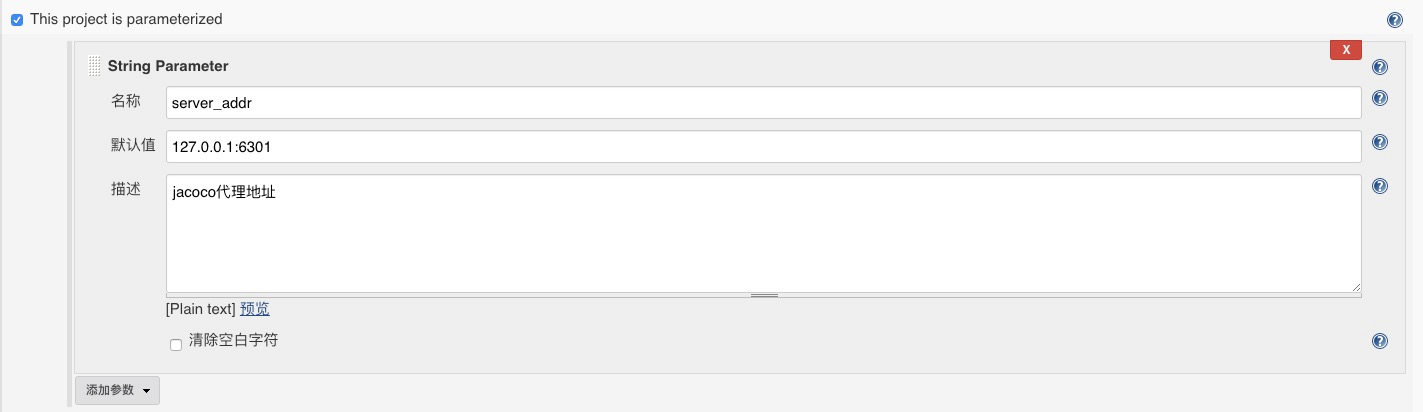 This project is parameterized
String Parameter
X
名称
server_addr
默认值
127.0.0.1:6301
描述
jacoco代理地址
[Plain text] 预览
清除空白字符
添加参数